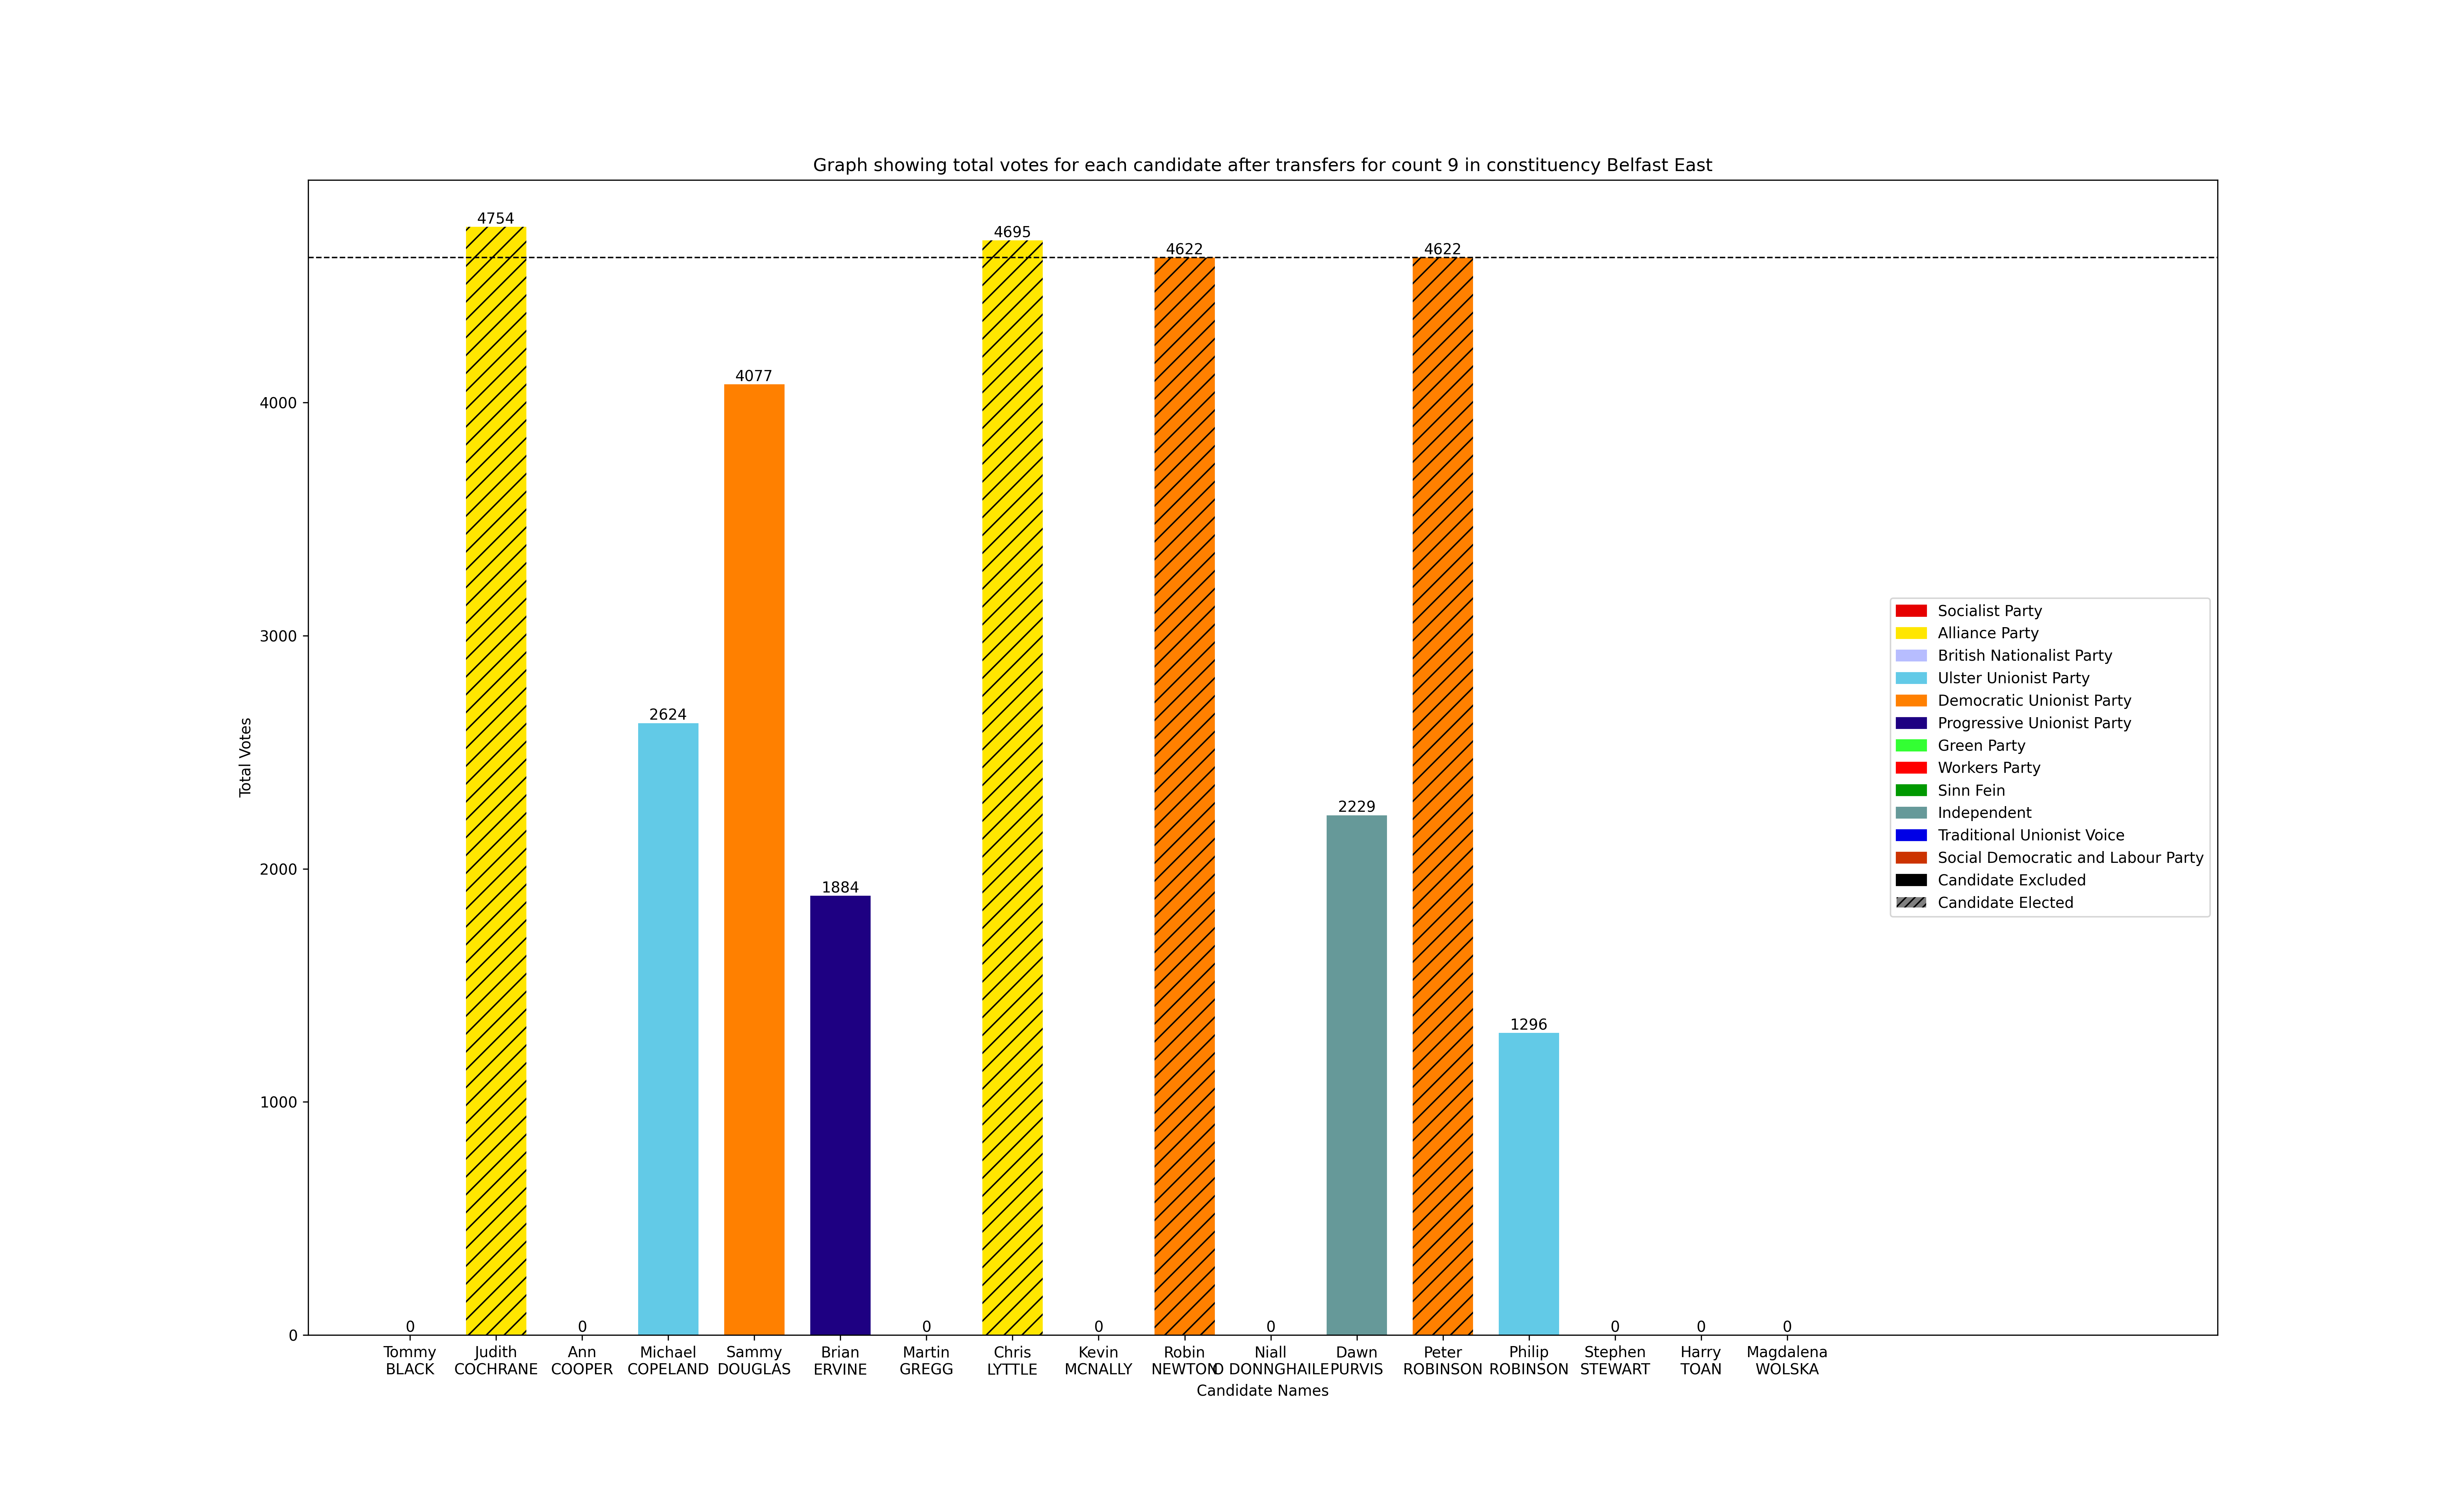 Graph showing total votes for each candidate after transfers for count 9 in constituency Belfast East
4754
4695
4622
4622
4077
2624
2229
1884
1296
0
0
0
0
0
0
0
0
4000
3000
2000
1000
0
Total Votes
Socialist Party
Alliance Party
British Nationalist Party
Ulster Unionist Party
Democratic Unionist Party
Progressive Unionist Party
Green Party
Workers Party
Sinn Fein
Independent
Traditional Unionist Voice
Social Democratic and Labour Party
Candidate Excluded
Candidate Elected
Tommy
BLACK
Judith
COCHRANE
Ann
COOPER
Michael
COPELAND
Sammy
DOUGLAS
Brian
ERVINE
Martin
GREGG
Chris
LYTTLE
Kevin
MCNALLY
Robin
NEWTON
Niall
O DONNGHAILE
Dawn
PURVIS
Peter
ROBINSON
Philip
ROBINSON
Stephen
STEWART
Harry
TOAN
Magdalena
WOLSKA
Candidate Names